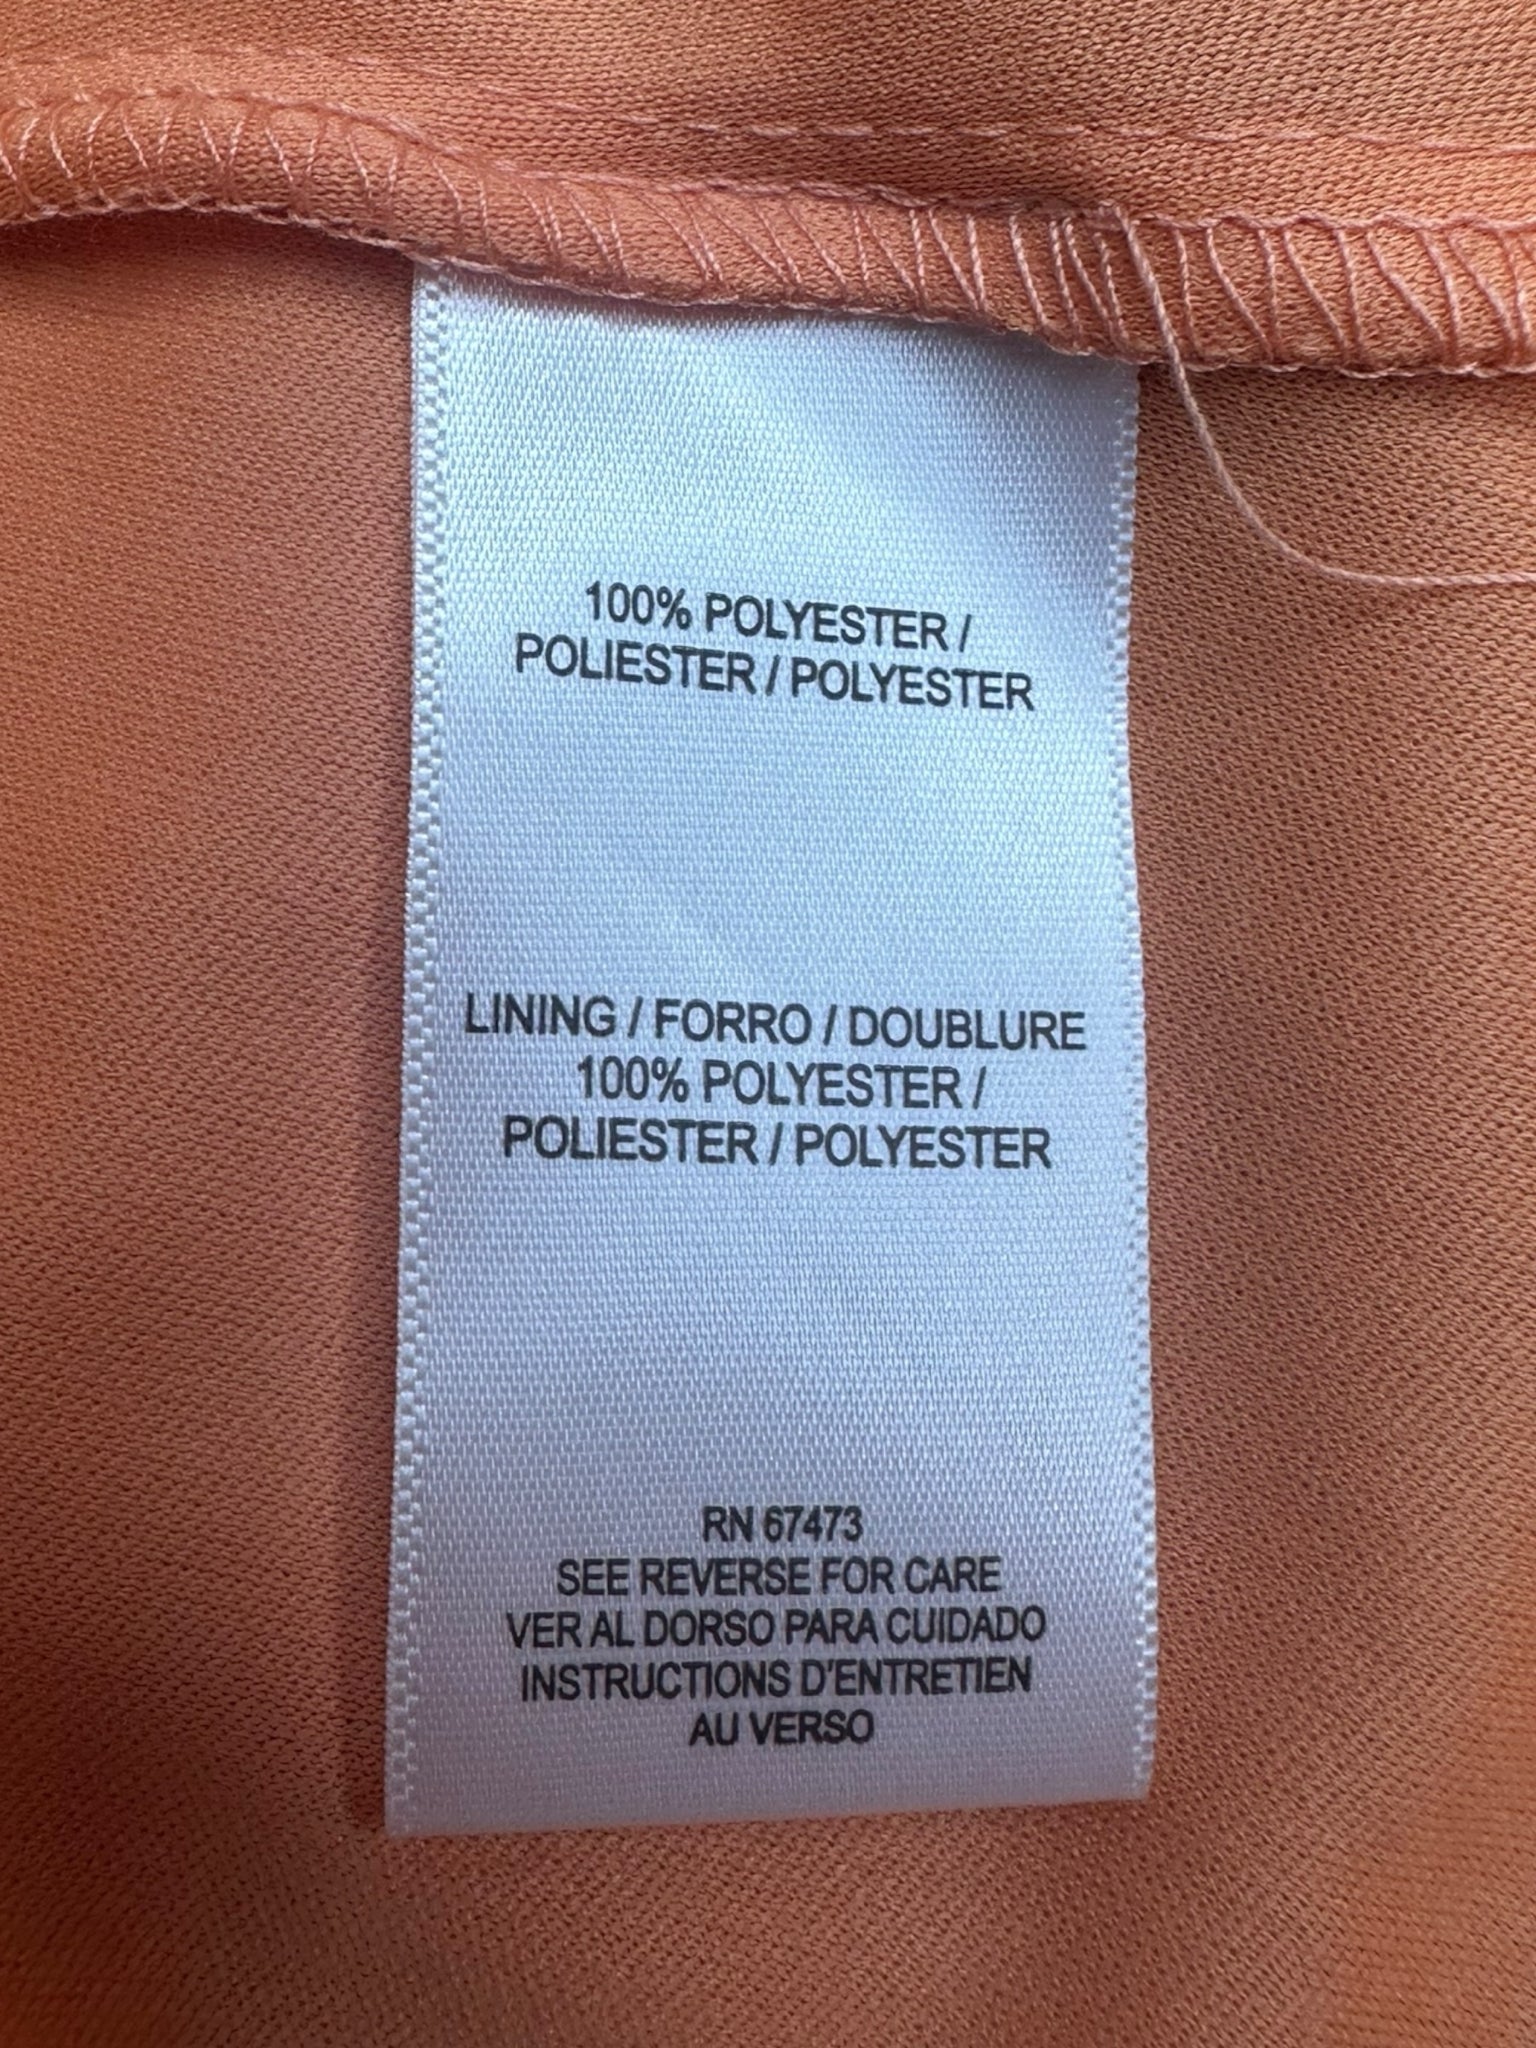 100% POLYESTER /
POLIESTER / POLYESTER
LINING / FORRO / DOUBLURE
100% POLYESTER /
POLIESTER / POLYESTER
RN 67473
SEE REVERSE FOR CARE
VER AL DORSO PARA CUIDADO
INSTRUCTIONS D'ENTRETIEN
AU VERSO